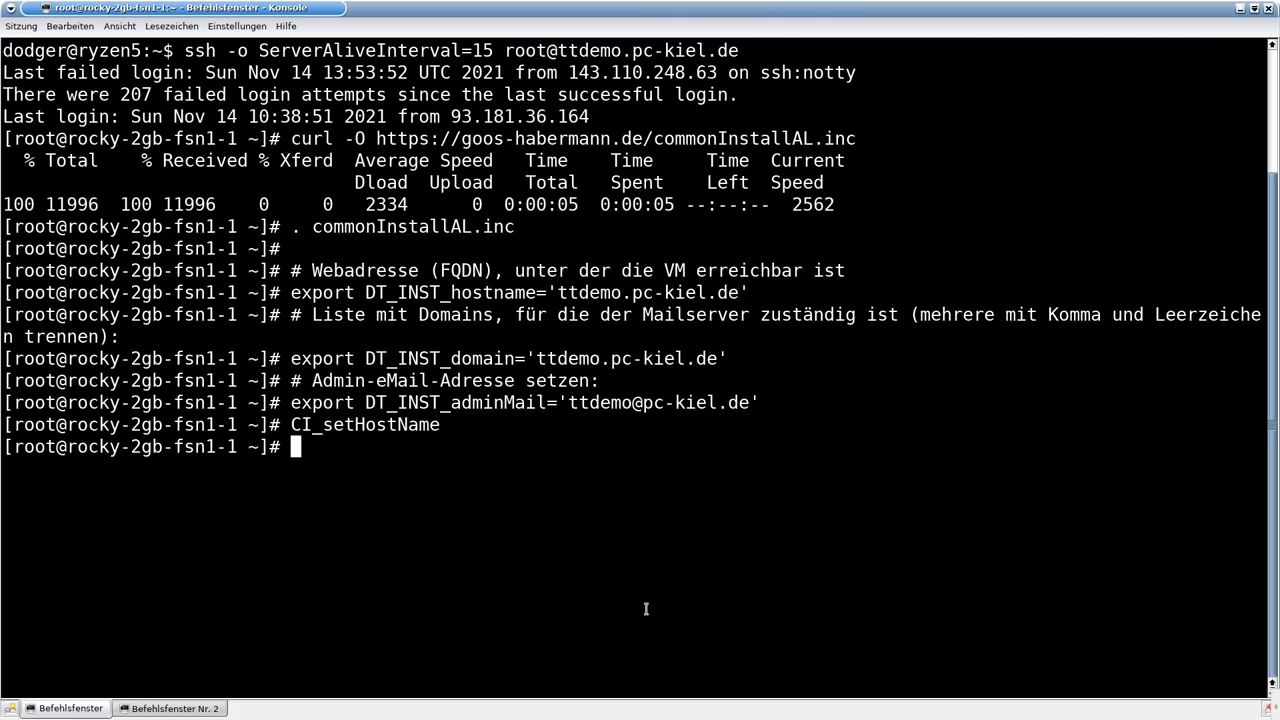 root@rocky-2gb-fsn1-1:~ - Befehlsfenster - Konsole
Sitzung Bearbeiten Ansicht Lesezeichen Einstellungen Hilfe
dodger@ryzen5:~$ ssh -o ServerAliveInterval=15 root@ttdemo.pc-kiel.de
Last failed login: Sun Nov 14 13:53:52 UTC 2021 from 143.110.248.63 on ssh:notty
There were 207 failed login attempts since the last successful login.
Last login: Sun Nov 14 10:38:51 2021 from 93.181.36.164
[root@rocky-2gb-fsn1-1 ~]# curl -O https://goos-habermann.de/commonInstallAL.inc
  % Total    % Received % Xferd  Average Speed   Time    Time     Time  Current
                                 Dload  Upload   Total   Spent    Left  Speed
100 11996  100 11996    0     0   2334      0  0:00:05  0:00:05 --:--:--  2562
[root@rocky-2gb-fsn1-1 ~]# . commonInstallAL.inc
[root@rocky-2gb-fsn1-1 ~]#
[root@rocky-2gb-fsn1-1 ~]# # Webadresse (FQDN), unter der die VM erreichbar ist
[root@rocky-2gb-fsn1-1 ~]# export DT_INST_hostname='ttdemo.pc-kiel.de'
[root@rocky-2gb-fsn1-1 ~]# # Liste mit Domains, für die der Mailserver zuständig ist (mehrere mit Komma und Leerzeiche
n trennen):
[root@rocky-2gb-fsn1-1 ~]# export DT_INST_domain='ttdemo.pc-kiel.de'
[root@rocky-2gb-fsn1-1 ~]# # Admin-eMail-Adresse setzen:
[root@rocky-2gb-fsn1-1 ~]# export DT_INST_adminMail='ttdemo@pc-kiel.de'
[root@rocky-2gb-fsn1-1 ~]# CI_setHostName
[root@rocky-2gb-fsn1-1 ~]#
Befehlsfenster Befehlsfenster Nr. 2